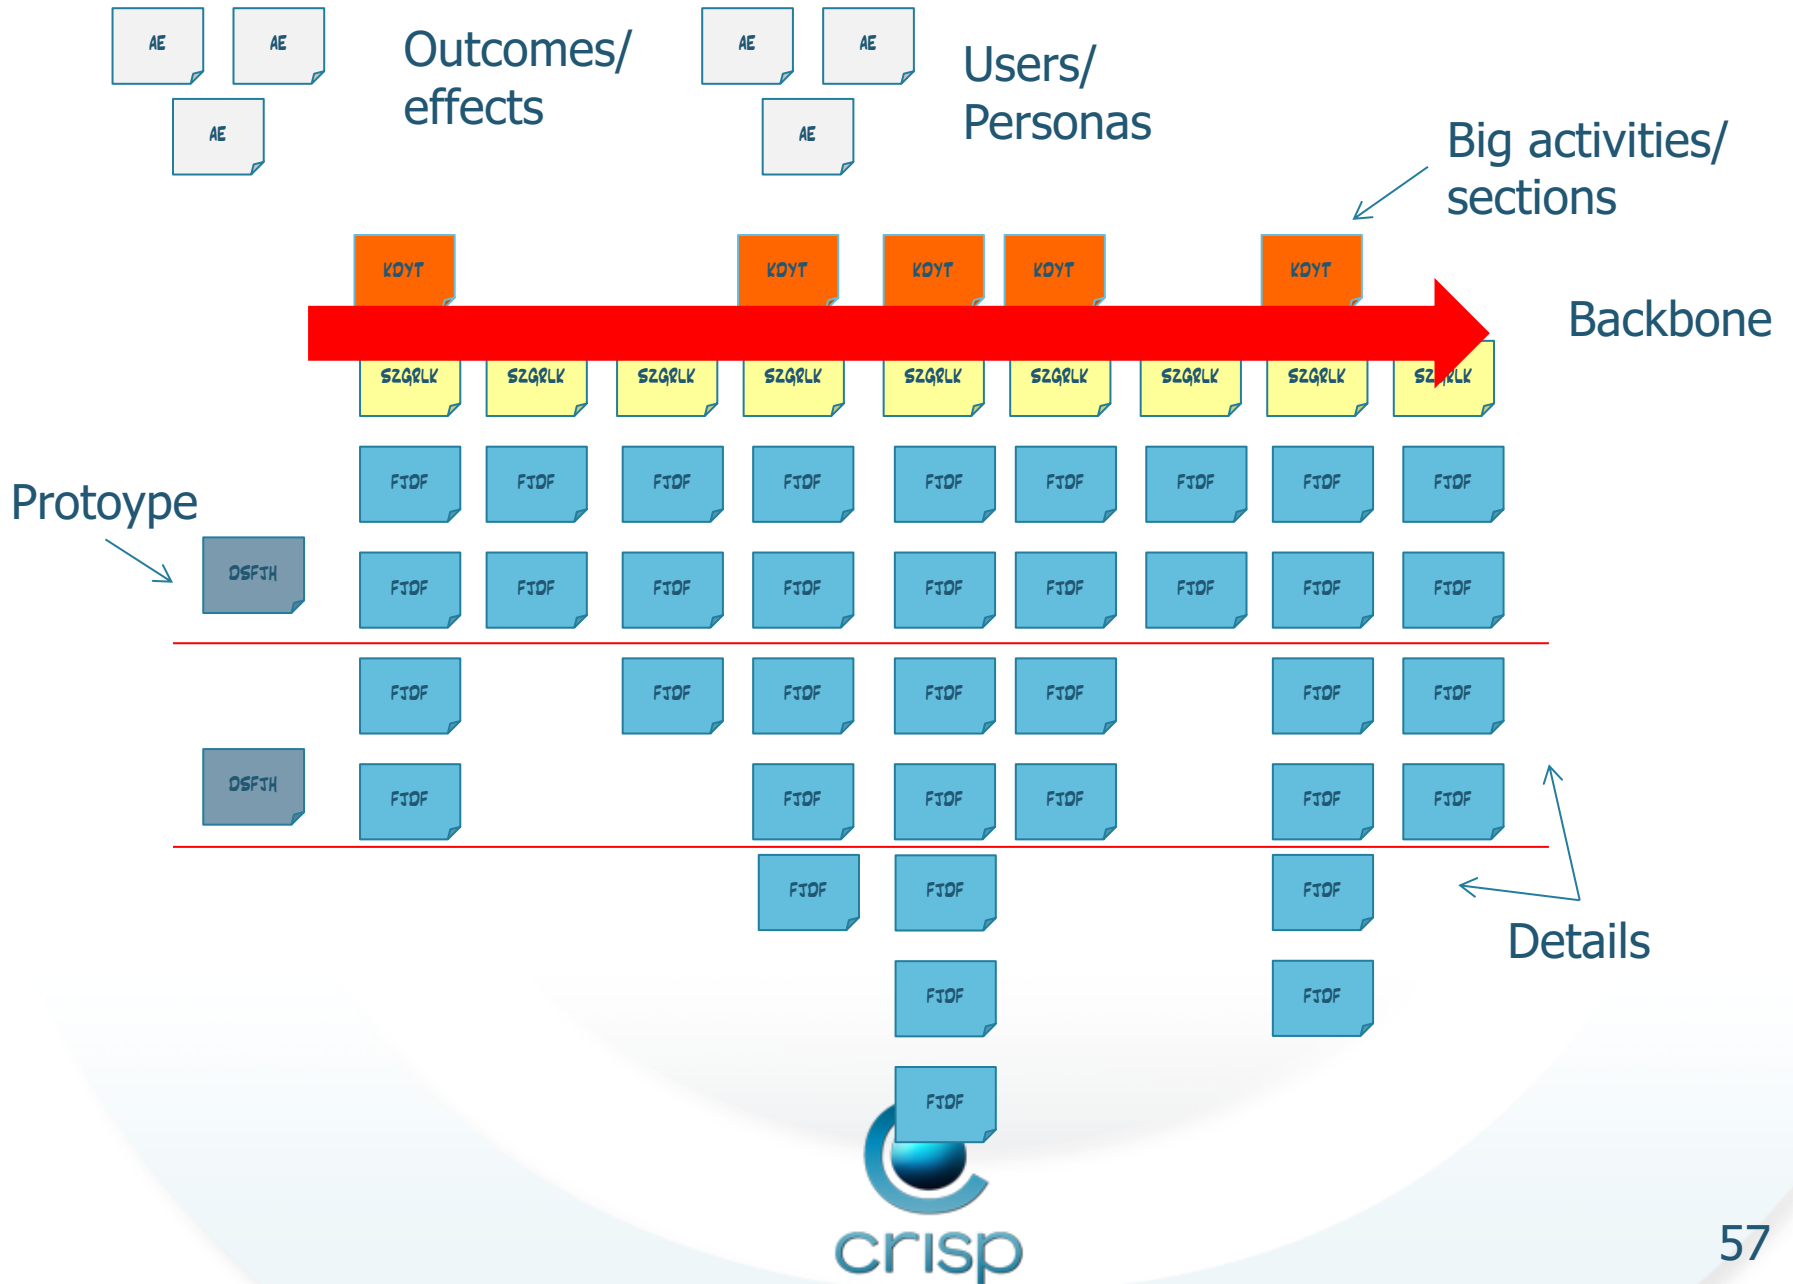 AE AE
AE
Outcomes/
effects
AE AE
AE
Users/
Personas
Big activities/
sections
KDYT KDYT KDYT KDYT KDYT
Backbone
SZGRLK SZGRLK SZGRLK SZGRLK SZGRLK SZGRLK SZGRLK SZGRLK SZGRLK
FJDF FJDF FJDF FJDF FJDF FJDF FJDF FJDF FJDF
Protoype
DSFJH FJDF FJDF FJDF FJDF FJDF FJDF FJDF FJDF FJDF
FJDF FJDF FJDF FJDF FJDF FJDF FJDF
DSFJH FJDF FJDF FJDF FJDF FJDF FJDF
FJDF FJDF FJDF
Details
FJDF FJDF
FJDF
crisp
57